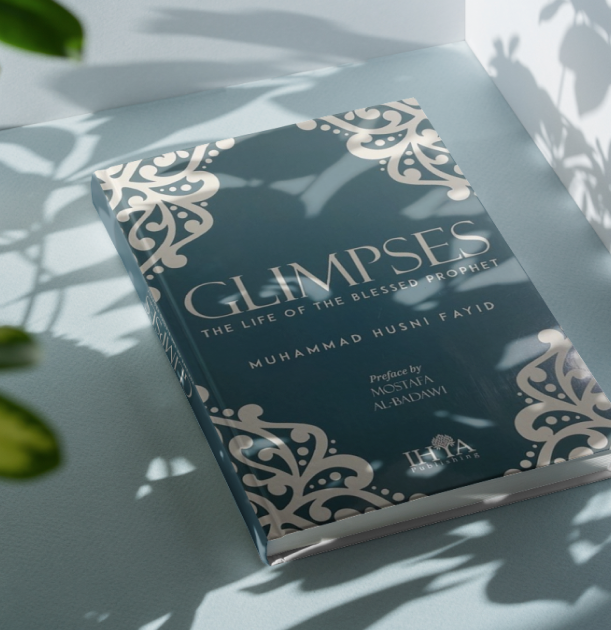 GLIMPSES
THE LIFE OF THE BLESSED PROPHET
MUHAMMAD HUSNI FAYID
Preface by
MOSTAFA
AL-BADAWI
IHYA
Publishing
GLIMPSES